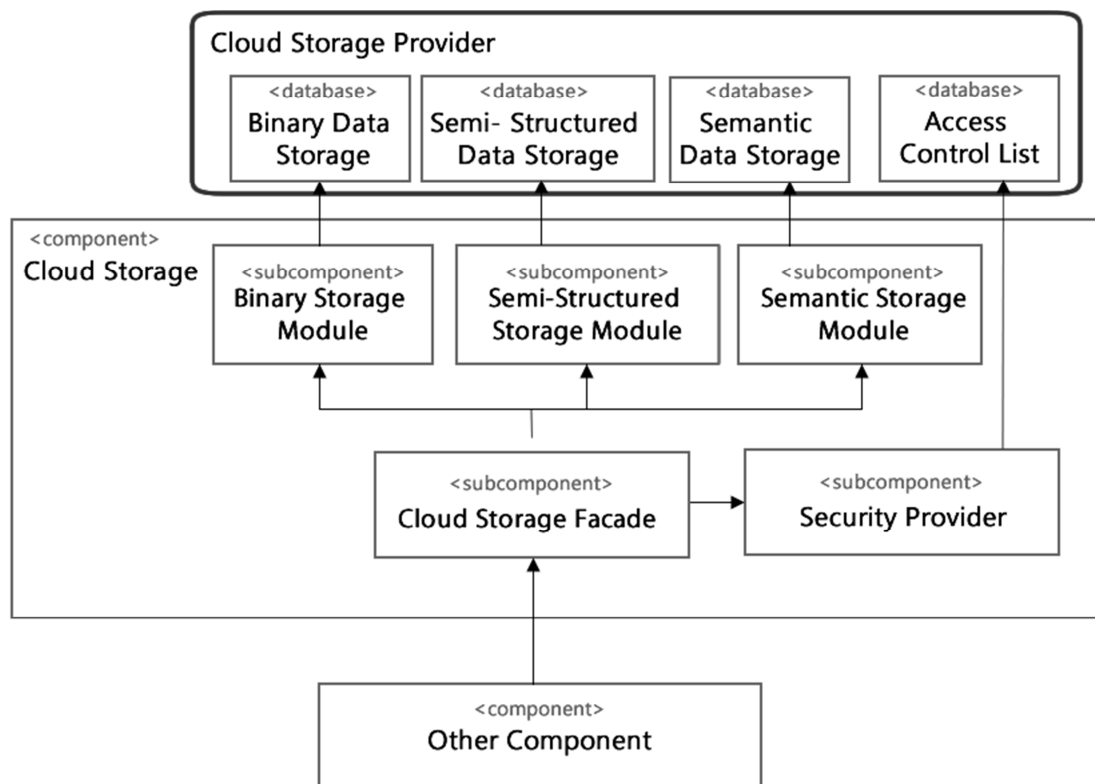 Cloud Storage Provider
<database>
Binary Data
Storage
<database>
Semi- Structured
Data Storage
<database>
Semantic
Data Storage
<database>
Access
Control List
<component>
Cloud Storage
<subcomponent>
Binary Storage
Module
<subcomponent>
Semi-Structured
Storage Module
<subcomponent>
Semantic Storage
Module
<subcomponent>
Cloud Storage Facade
<subcomponent>
Security Provider
<component>
Other Component